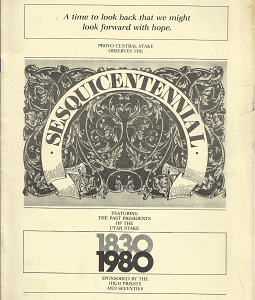 A time to look back that we might
look forward with hope.
PROVO CENTRAL STAKE
OBSERVES THE
· SESQUICENTENNIAL ·
FEATURING
THE PAST PRESIDENTS
OF THE
UTAH STAKE
1830
1980
SPONSORED BY THE
HIGH PRIESTS
AND SEVENTIES